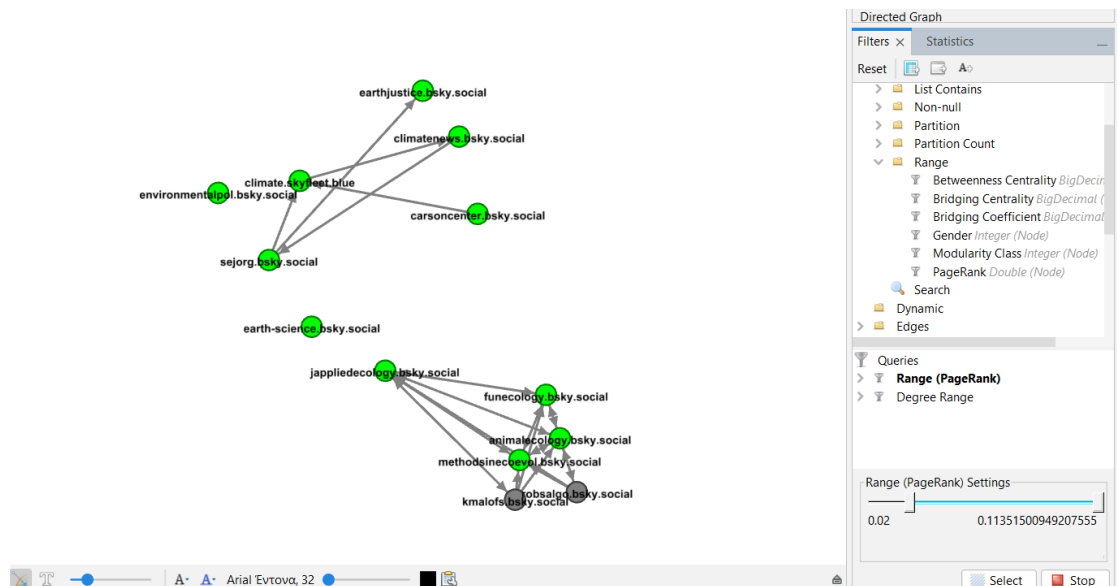 earthjustice.bsky.social
climatenews.bsky.social
climate.skyfleet.blue
environmentalpol.bsky.social
carsoncenter.bsky.social
sejorg.bsky.social
earth-science.bsky.social
jappliedecology.bsky.social
funecology.bsky.social
animalecology.bsky.social
methodsinecoevol.bsky.social
kmalofs.bsky.social
robsalgo.bsky.social
Arial Έντονα, 32
Directed Graph
Filters
Statistics
Reset
List Contains
Non-null
Partition
Partition Count
Range
Betweenness Centrality BigDecim
Bridging Centrality BigDecimal (
Bridging Coefficient BigDecimal
Gender Integer (Node)
Modularity Class Integer (Node)
PageRank Double (Node)
Search
Dynamic
Edges
Queries
Range (PageRank)
Degree Range
Range (PageRank) Settings
0.02 0.11351500949207555
Select Stop